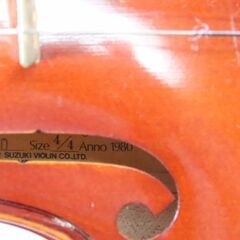 Size 4/4 Anno 1980
SUZUKI VIOLIN CO.,LTD.